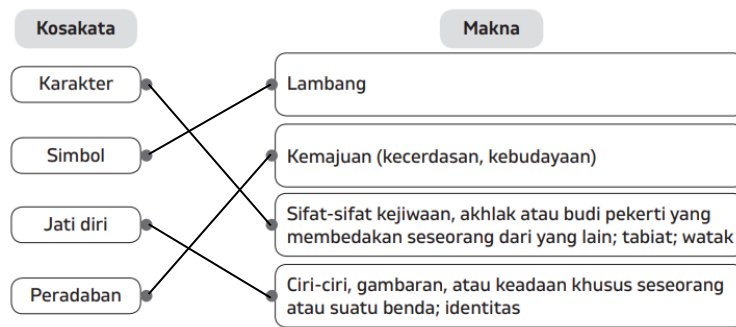 Kosakata
Makna
Karakter
Lambang
Simbol
Kemajuan (kecerdasan, kebudayaan)
Jati diri
Sifat-sifat kejiwaan, akhlak atau budi pekerti yang
membedakan seseorang dari yang lain; tabiat; watak
Peradaban
Ciri-ciri, gambaran, atau keadaan khusus seseorang
atau suatu benda; identitas